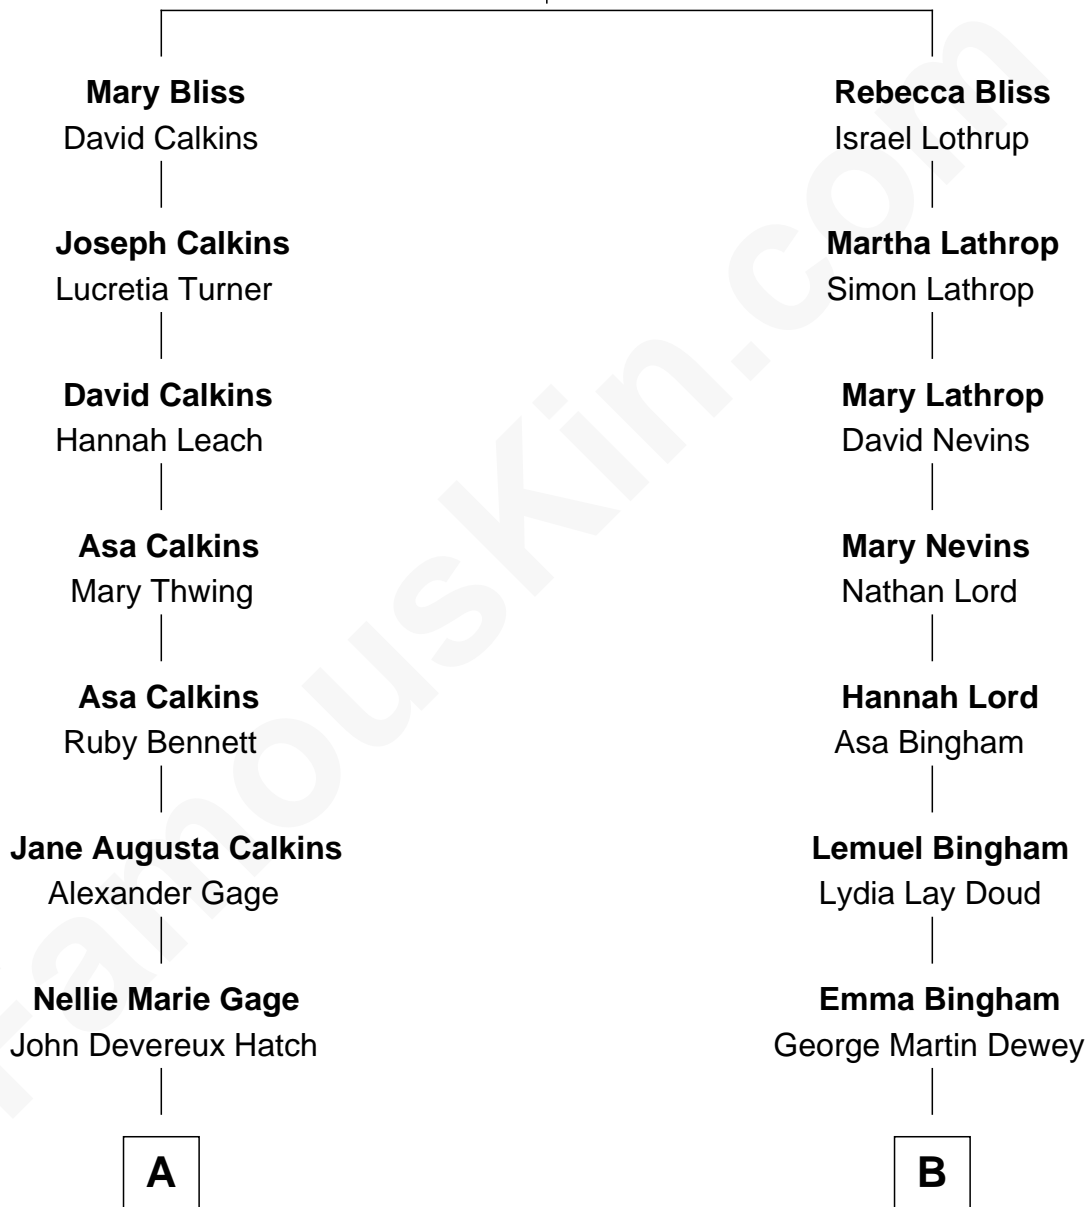 Mary Bliss
David Calkins
Joseph Calkins
Lucretia Turner
David Calkins
Hannah Leach
Asa Calkins
Mary Thwing
Asa Calkins
Ruby Bennett
Jane Augusta Calkins
Alexander Gage
Nellie Marie Gage
John Devereux Hatch
A
Rebecca Bliss
Israel Lothrup
Martha Lathrop
Simon Lathrop
Mary Lathrop
David Nevins
Mary Nevins
Nathan Lord
Hannah Lord
Asa Bingham
Lemuel Bingham
Lydia Lay Doud
Emma Bingham
George Martin Dewey
B
FamousKin.com